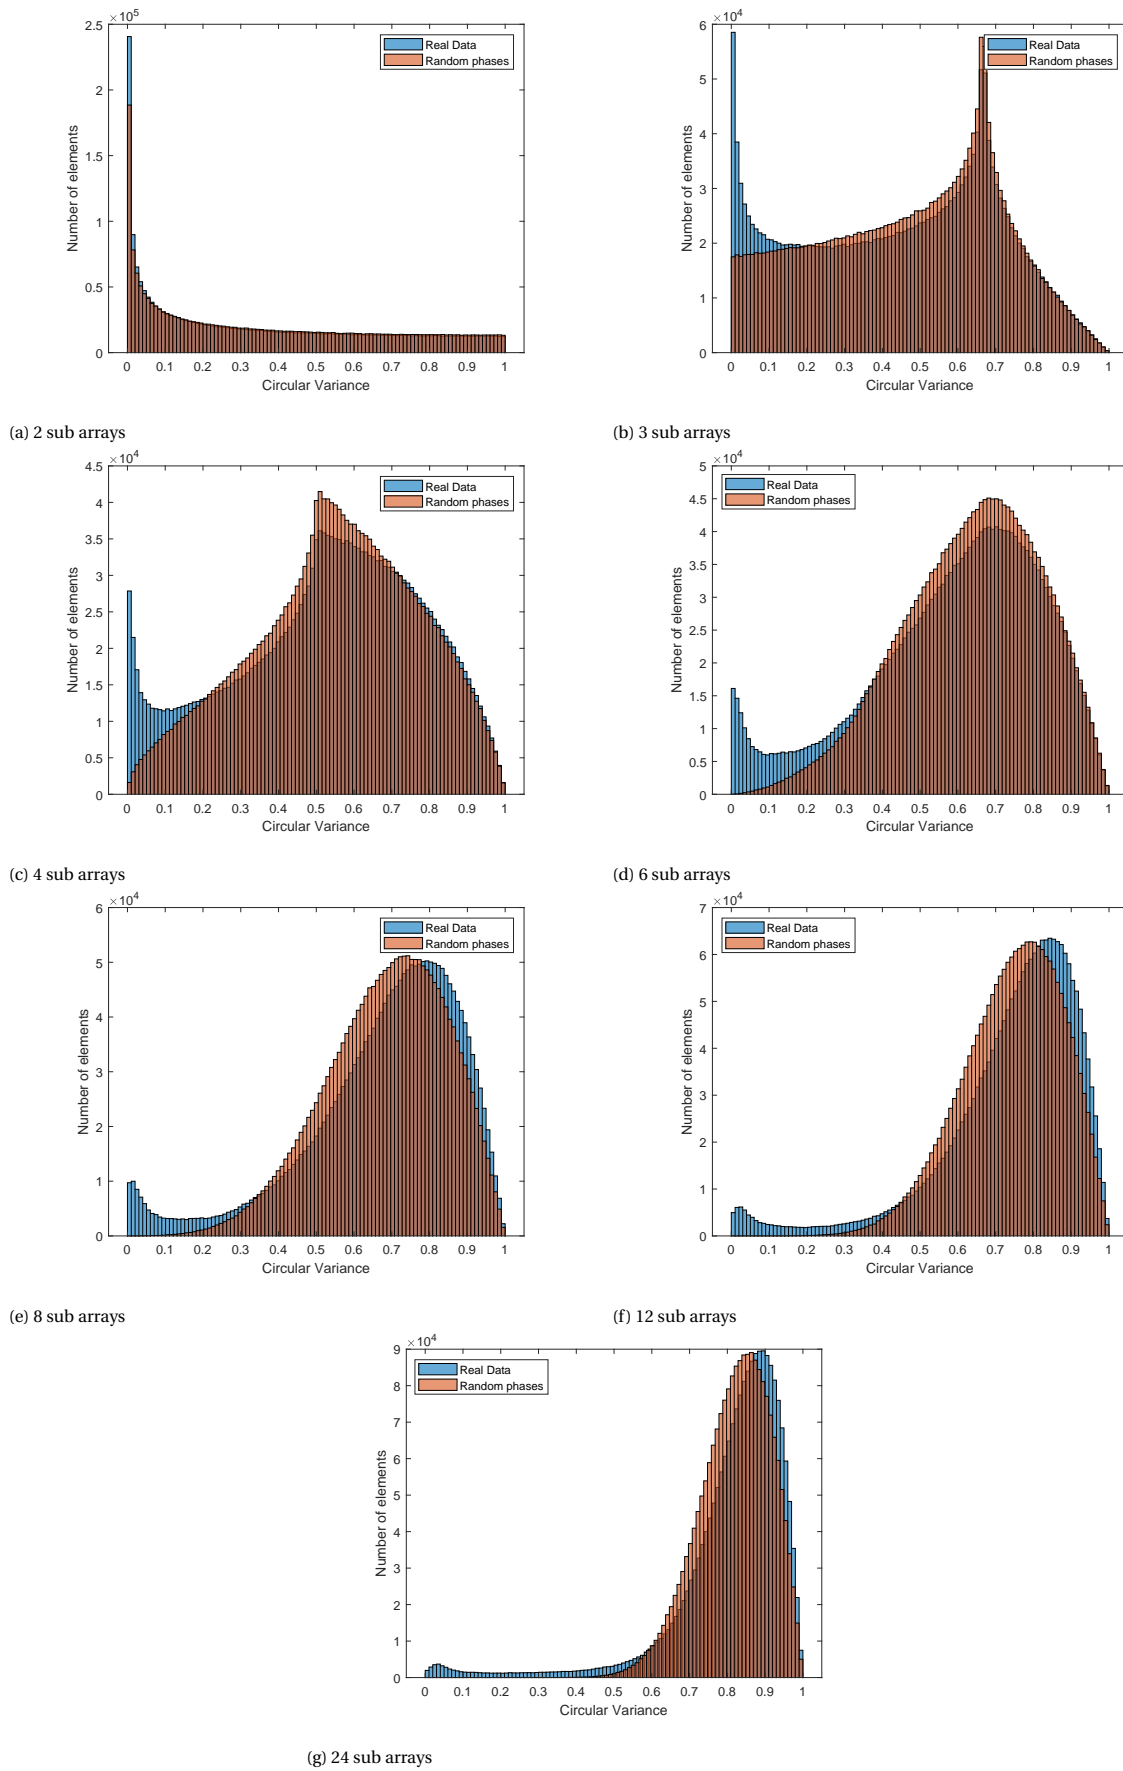 ×10^5
2.5
2
1.5
1
0.5
0
Number of elements
Real Data
Random phases
0 0.1 0.2 0.3 0.4 0.5 0.6 0.7 0.8 0.9 1
Circular Variance
(a) 2 sub arrays
×10^4
6
5
4
3
2
1
0
Number of elements
Real Data
Random phases
0 0.1 0.2 0.3 0.4 0.5 0.6 0.7 0.8 0.9 1
Circular Variance
(b) 3 sub arrays
×10^4
4.5
4
3.5
3
2.5
2
1.5
1
0.5
0
Number of elements
Real Data
Random phases
0 0.1 0.2 0.3 0.4 0.5 0.6 0.7 0.8 0.9 1
Circular Variance
(c) 4 sub arrays
×10^4
5
4.5
4
3.5
3
2.5
2
1.5
1
0.5
0
Number of elements
Real Data
Random phases
0 0.1 0.2 0.3 0.4 0.5 0.6 0.7 0.8 0.9 1
Circular Variance
(d) 6 sub arrays
×10^4
6
5
4
3
2
1
0
Number of elements
Real Data
Random phases
0 0.1 0.2 0.3 0.4 0.5 0.6 0.7 0.8 0.9 1
Circular Variance
(e) 8 sub arrays
×10^4
7
6
5
4
3
2
1
0
Number of elements
Real Data
Random phases
0 0.1 0.2 0.3 0.4 0.5 0.6 0.7 0.8 0.9 1
Circular Variance
(f) 12 sub arrays
×10^4
9
8
7
6
5
4
3
2
1
0
Number of elements
Real Data
Random phases
0 0.1 0.2 0.3 0.4 0.5 0.6 0.7 0.8 0.9 1
Circular Variance
(g) 24 sub arrays